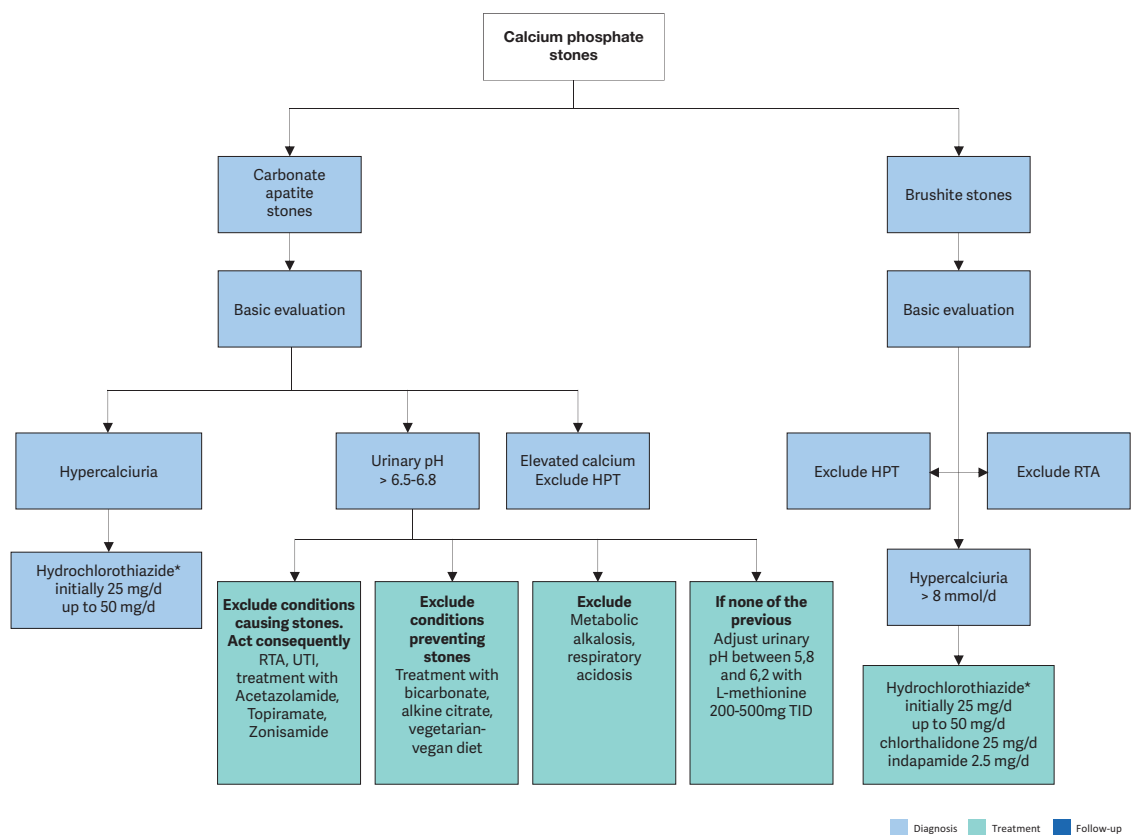 Calcium phosphate
stones
Carbonate
apatite
stones
Brushite stones
Basic evaluation
Basic evaluation
Hypercalciuria
Urinary pH
> 6.5-6.8
Elevated calcium
Exclude HPT
Exclude HPT
Exclude RTA
Hydrochlorothiazide*
initially 25 mg/d
up to 50 mg/d
Hypercalciuria
> 8 mmol/d
Exclude conditions
causing stones.
Act consequently
RTA, UTI,
treatment with
Acetazolamide,
Topiramate,
Zonisamide
Exclude
conditions
preventing
stones
Treatment with
bicarbonate,
alkine citrate,
vegetarian-
vegan diet
Exclude
Metabolic
alkalosis,
respiratory
acidosis
If none of the
previous
Adjust urinary
pH between 5,8
and 6,2 with
L-methionine
200-500mg TID
Hydrochlorothiazide*
initially 25 mg/d
up to 50 mg/d
chlorthalidone 25 mg/d
indapamide 2.5 mg/d
Diagnosis
Treatment
Follow-up